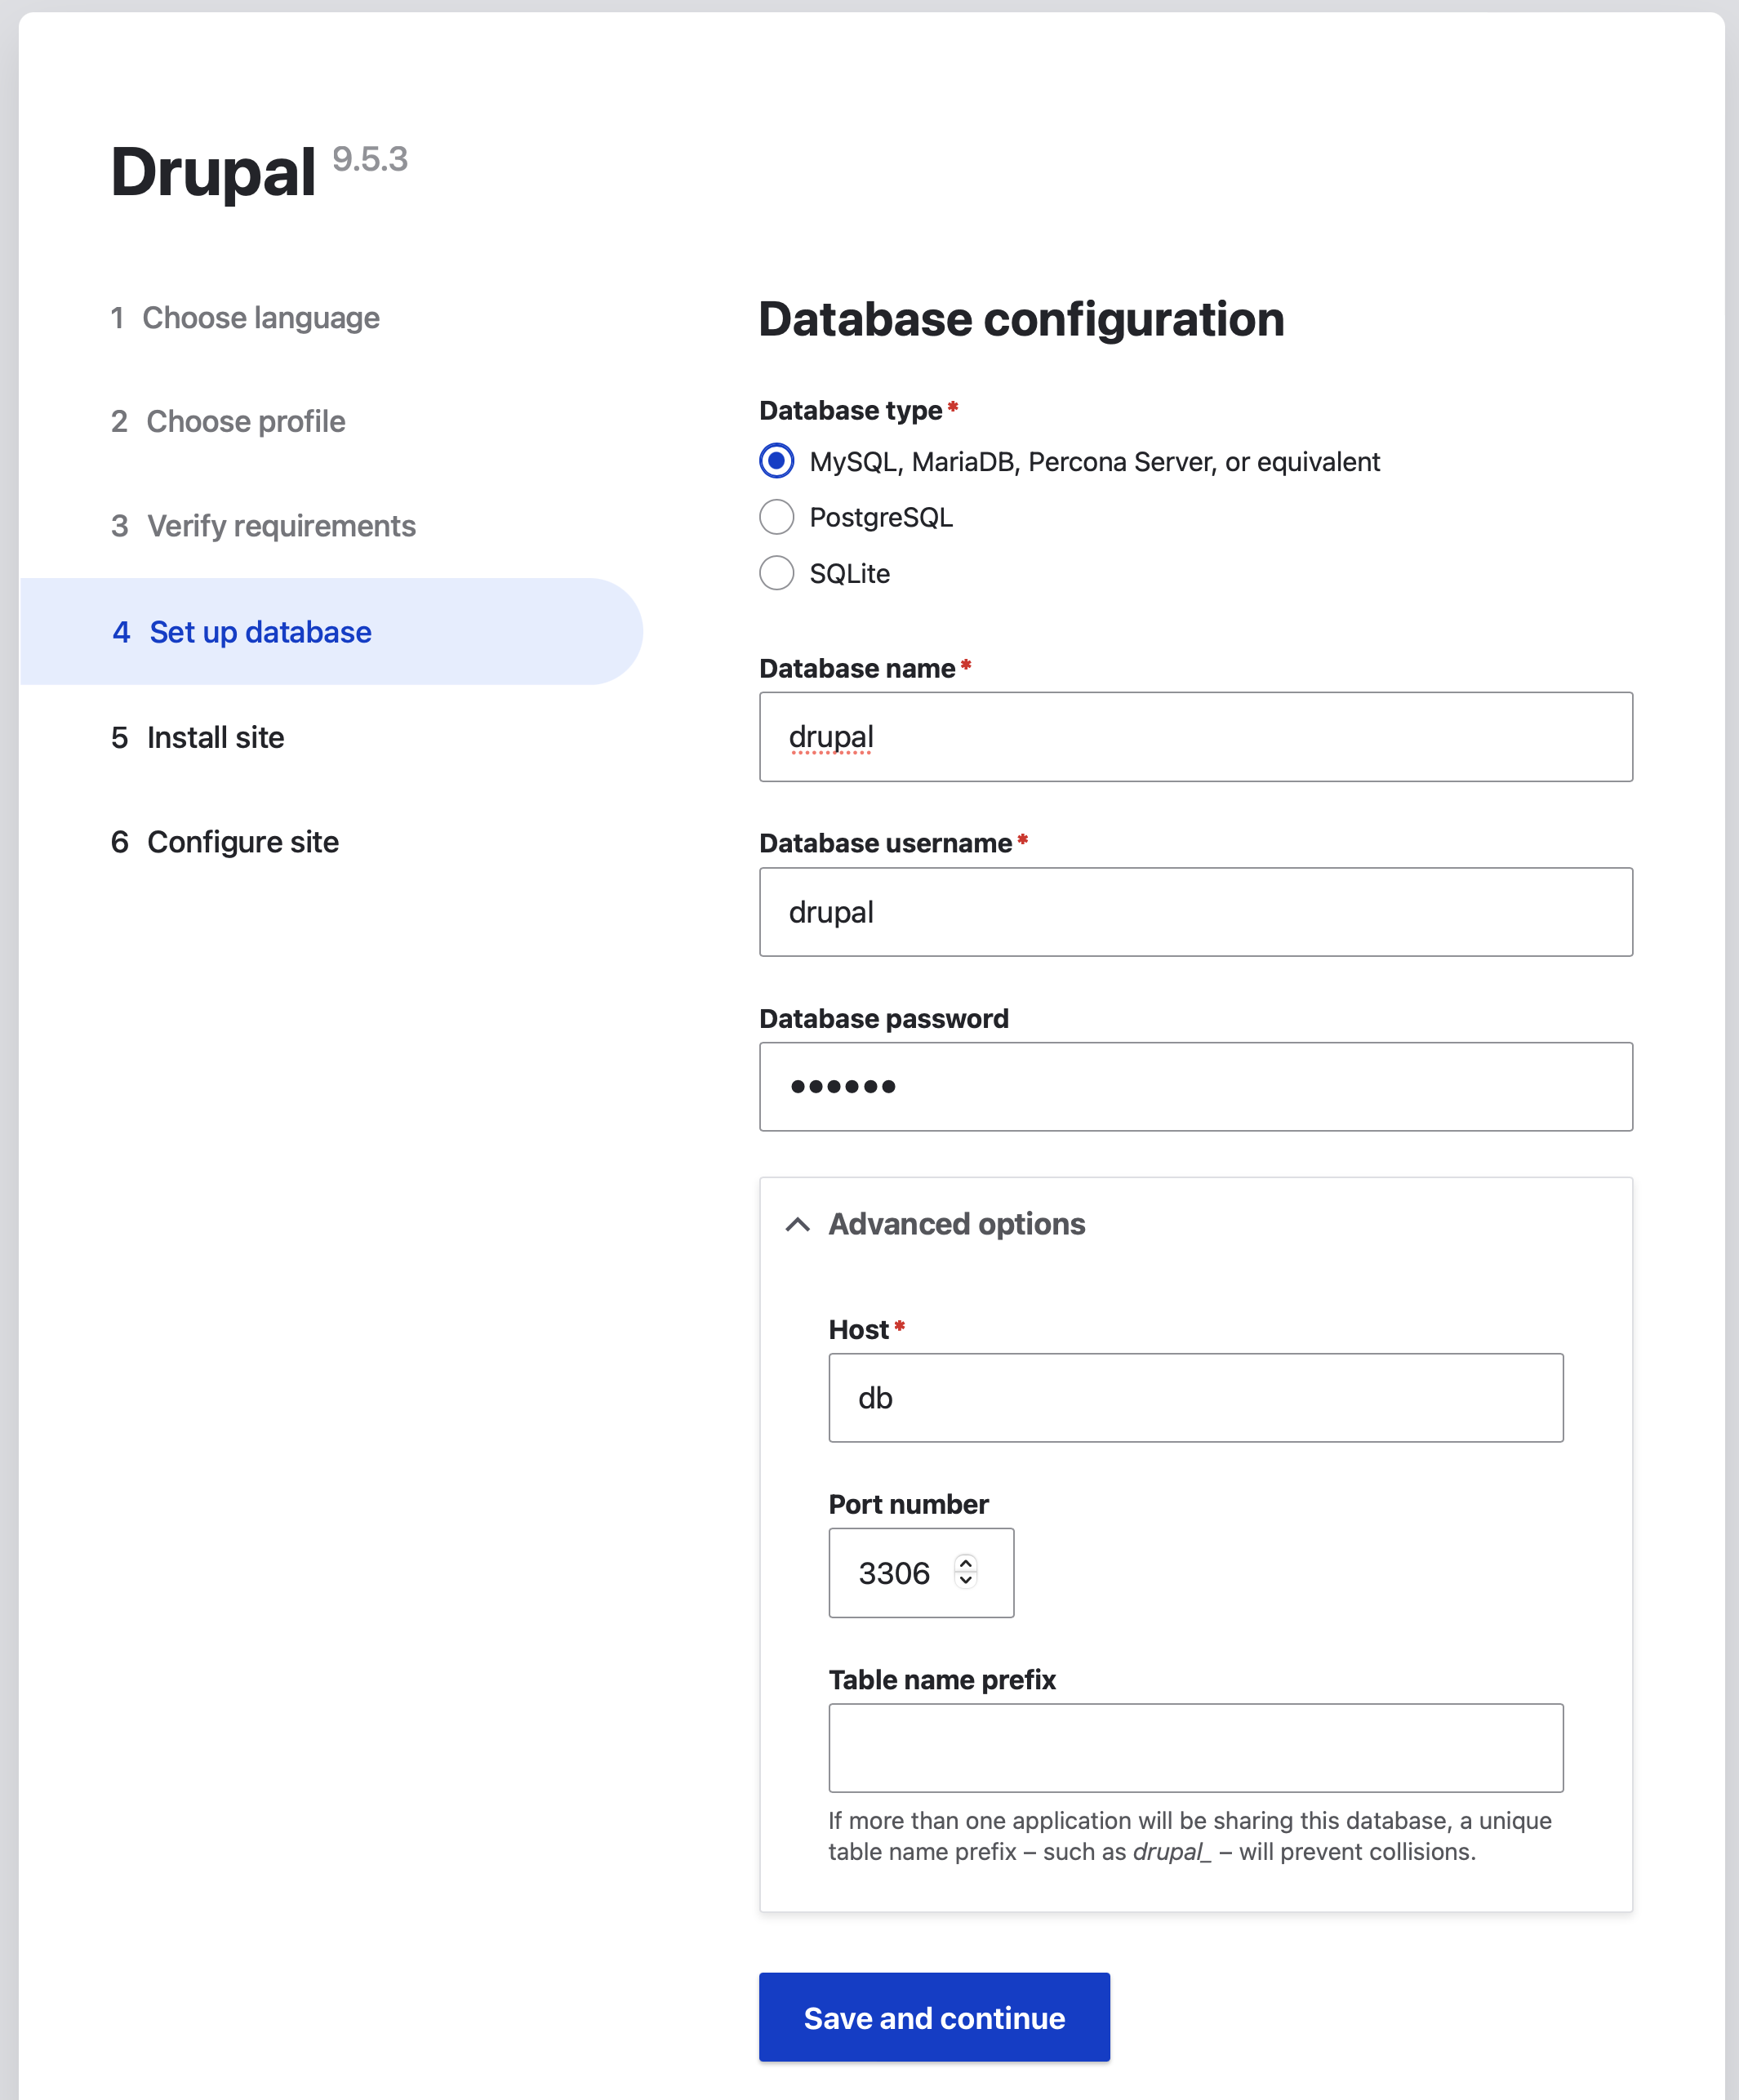 Drupal 9.5.3
1 Choose language
2 Choose profile
3 Verify requirements
4 Set up database
5 Install site
6 Configure site
Database configuration
Database type*
MySQL, MariaDB, Percona Server, or equivalent
PostgreSQL
SQLite
Database name*
drupal
Database username*
drupal
Database password
••••••
Advanced options
Host*
db
Port number
3306
Table name prefix
If more than one application will be sharing this database, a unique
table name prefix – such as drupal_ – will prevent collisions.
Save and continue